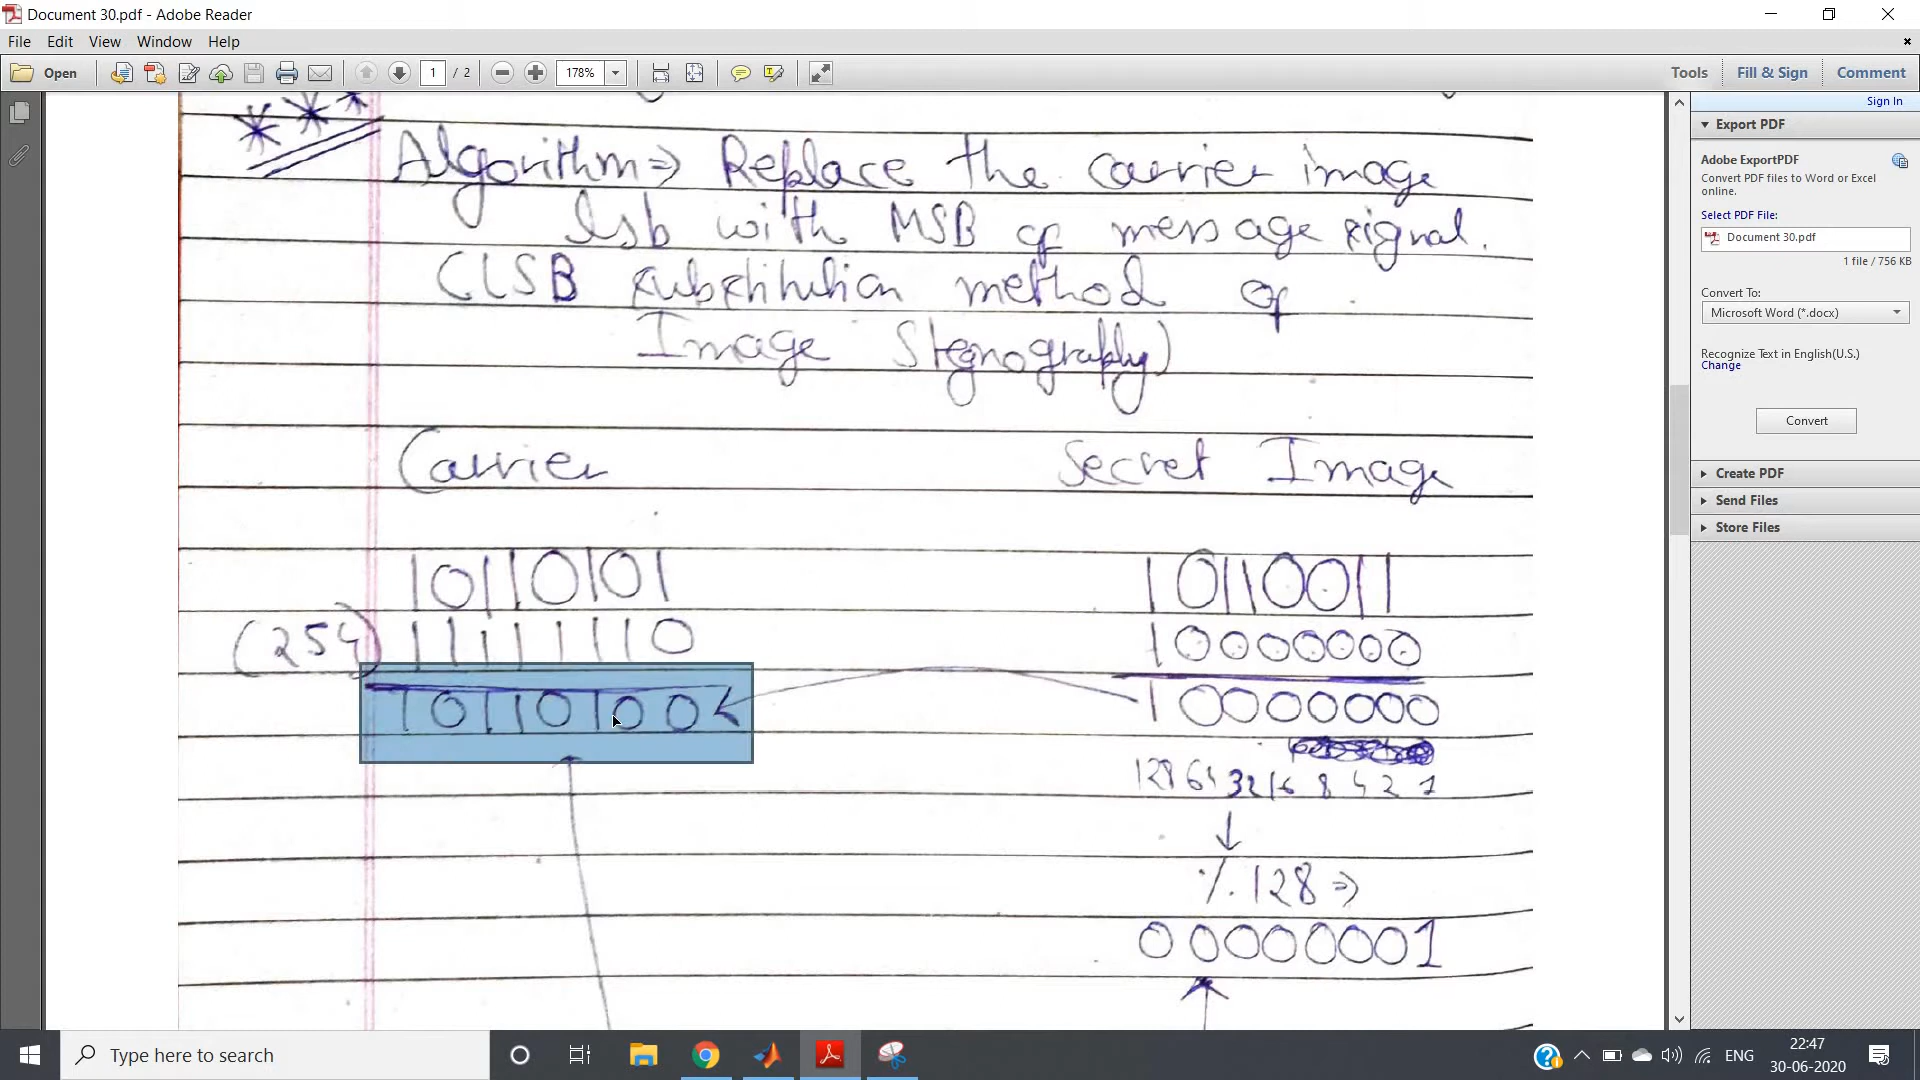 Document 30.pdf - Adobe Reader
File Edit View Window Help
Open 1 / 2 178% Tools Fill & Sign Comment
Sign In
Export PDF
Adobe ExportPDF
Convert PDF files to Word or Excel
online.
Select PDF File:
Document 30.pdf
1 file / 756 KB
Convert To:
Microsoft Word (*.docx)
Recognize Text in English(U.S.)
Change
Convert
Create PDF
Send Files
Store Files
Algorithm ⇒ Replace the carrier image
lsb with MSB of message signal.
(LSB substitution method of
Image Stegnography)
Carrier Secret Image
10110101 10110011
(254) 11111110 10000000
10110100 10000000
128 64 32 16 8 4 2 1
% 128 ⇒
00000001
Type here to search
ENG
22:47
30-06-2020